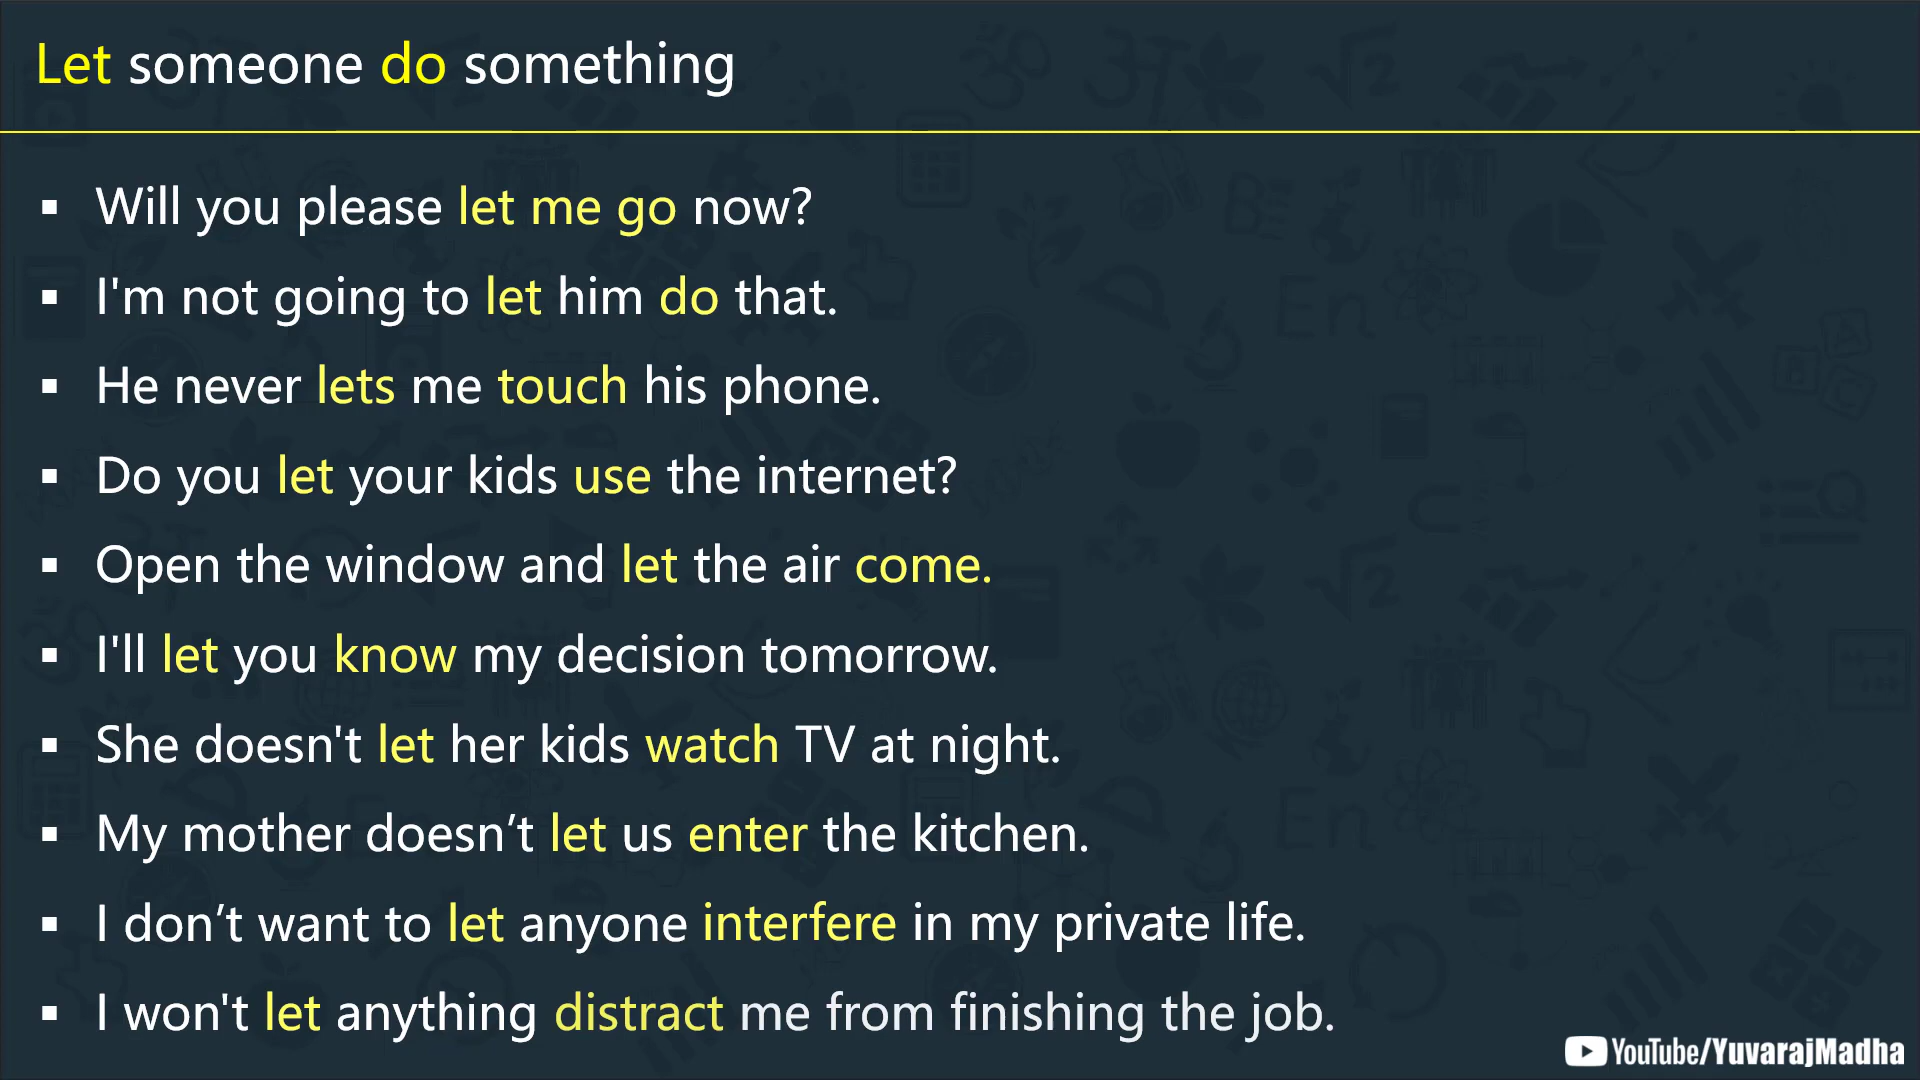 Let someone do something
▪ Will you please let me go now?
▪ I'm not going to let him do that.
▪ He never lets me touch his phone.
▪ Do you let your kids use the internet?
▪ Open the window and let the air come.
▪ I'll let you know my decision tomorrow.
▪ She doesn't let her kids watch TV at night.
▪ My mother doesn’t let us enter the kitchen.
▪ I don’t want to let anyone interfere in my private life.
▪ I won't let anything distract me from finishing the job.
YouTube/YuvarajMadha